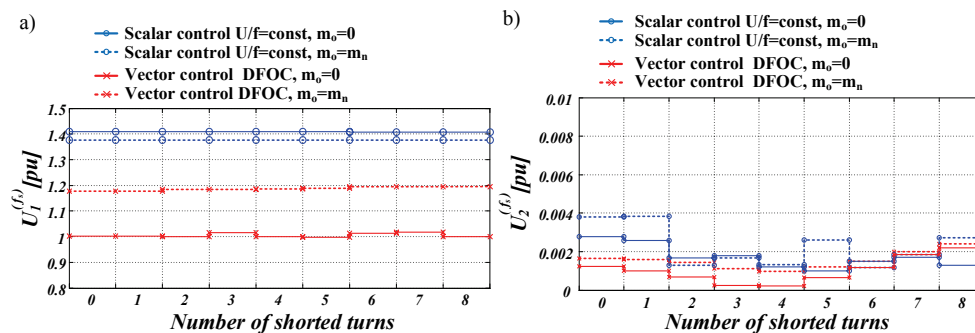 a)
Scalar control U/f=const, mo=0
Scalar control U/f=const, mo=mn
Vector control DFOC, mo=0
Vector control DFOC, mo=mn
1.5
1.4
1.3
1.2
1.1
1
0.9
0.8
U1(fs) [pu]
0 1 2 3 4 5 6 7 8
Number of shorted turns
b)
Scalar control U/f=const, mo=0
Scalar control U/f=const, mo=mn
Vector control DFOC, mo=0
Vector control DFOC, mo=mn
0.01
0.008
0.006
0.004
0.002
0
U2(fs) [pu]
0 1 2 3 4 5 6 7 8
Number of shorted turns